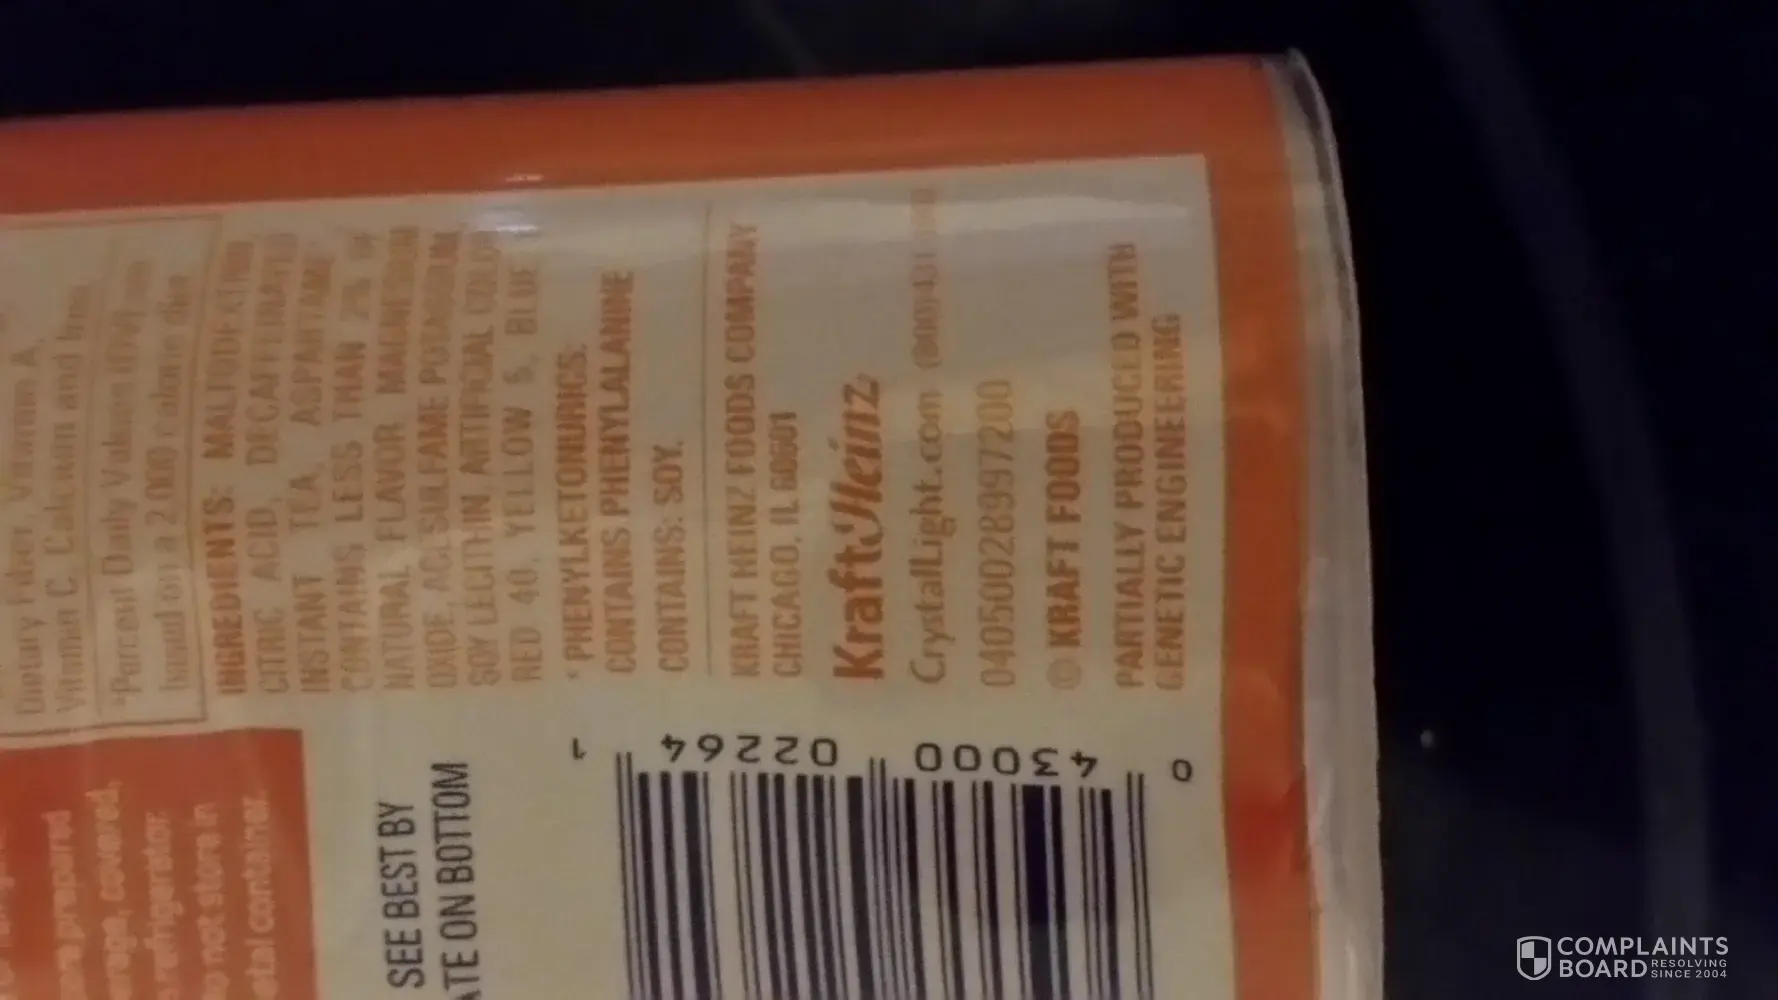 Dietary Fiber, Vitamin A,
Vitamin C, Calcium and Iron.
*Percent Daily Values (DV) are
based on a 2,000 calorie diet.
INGREDIENTS: MALTODEXTRIN,
CITRIC ACID, DECAFFEINATED
INSTANT TEA, ASPARTAME*,
CONTAINS LESS THAN 2% OF
NATURAL FLAVOR, MAGNESIUM
OXIDE, ACESULFAME POTASSIUM,
SOY LECITHIN, ARTIFICIAL COLOR,
RED 40, YELLOW 5, BLUE
* PHENYLKETONURICS:
CONTAINS PHENYLALANINE
CONTAINS: SOY.
KRAFT HEINZ FOODS COMPANY
CHICAGO, IL 60601
KraftHeinz
CrystalLight.com (800)431
04050002899720
© KRAFT FOODS
PARTIALLY PRODUCED WITH
GENETIC ENGINEERING
prepared
covered,
refrigerator.
not store in
etal container.
SEE BEST BY
ATE ON BOTTOM
0 43000 02264 1
COMPLAINTS
BOARD RESOLVING
SINCE 2004